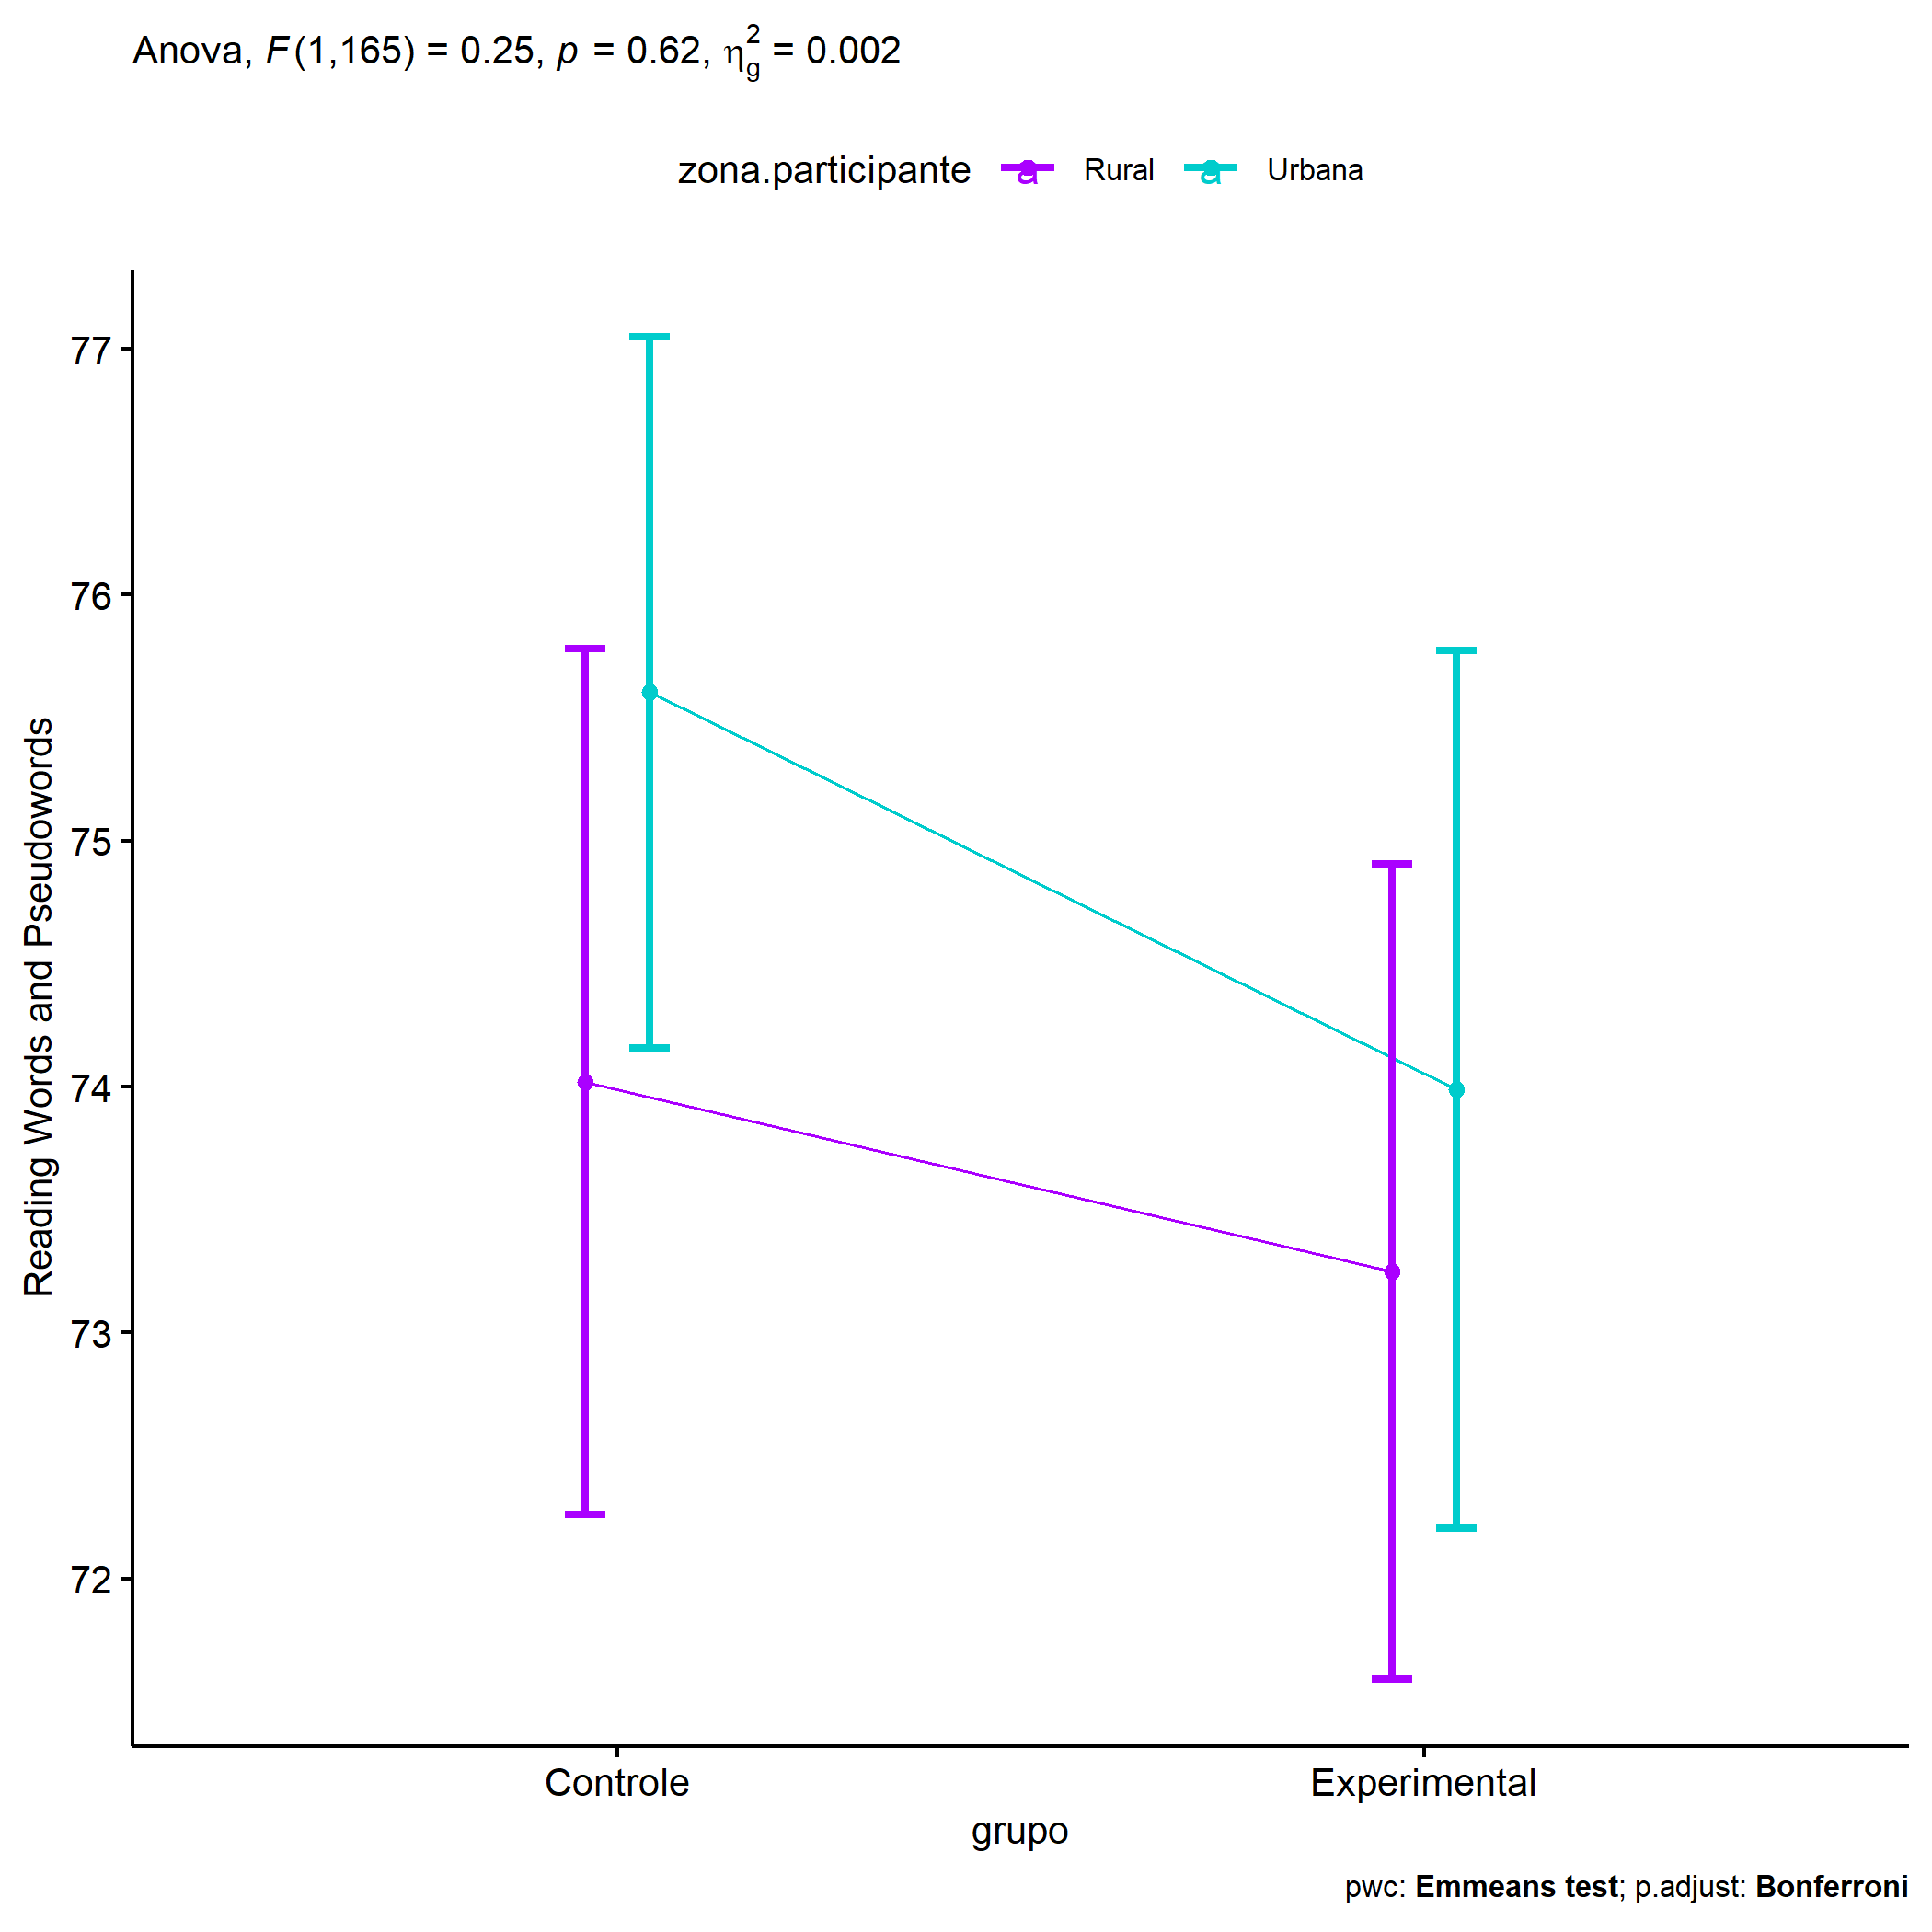 Anova, F(1,165) = 0.25, p = 0.62, η²g = 0.002
zona.participante a Rural a Urbana
77
76
75
74
73
72
Reading Words and Pseudowords
Controle Experimental
grupo
pwc: Emmeans test; p.adjust: Bonferroni